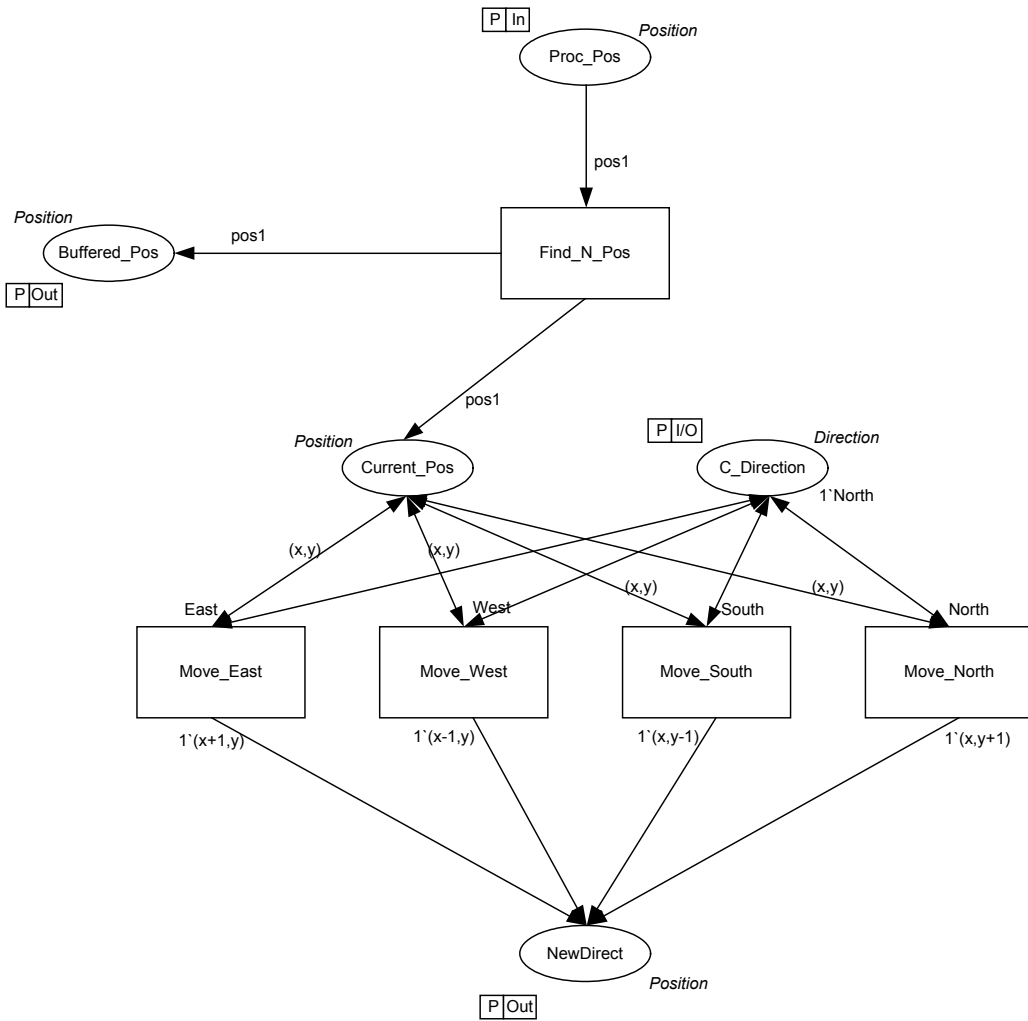 P In
Position
Proc_Pos
pos1
Position
pos1
Buffered_Pos
Find_N_Pos
P Out
pos1
P I/O
Position
Direction
Current_Pos
C_Direction
1`North
(x,y)
(x,y)
(x,y)
(x,y)
East
West
South
North
Move_East
Move_West
Move_South
Move_North
1`(x+1,y)
1`(x-1,y)
1`(x,y-1)
1`(x,y+1)
NewDirect
Position
P Out